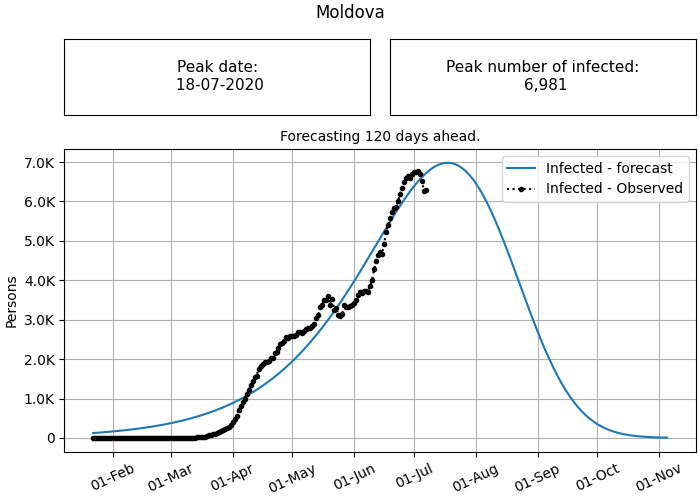 Moldova
Peak date:
18-07-2020
Peak number of infected:
6,981
Forecasting 120 days ahead.
Infected - forecast
Infected - Observed
Persons
7.0K
6.0K
5.0K
4.0K
3.0K
2.0K
1.0K
0
01-Feb
01-Mar
01-Apr
01-May
01-Jun
01-Jul
01-Aug
01-Sep
01-Oct
01-Nov